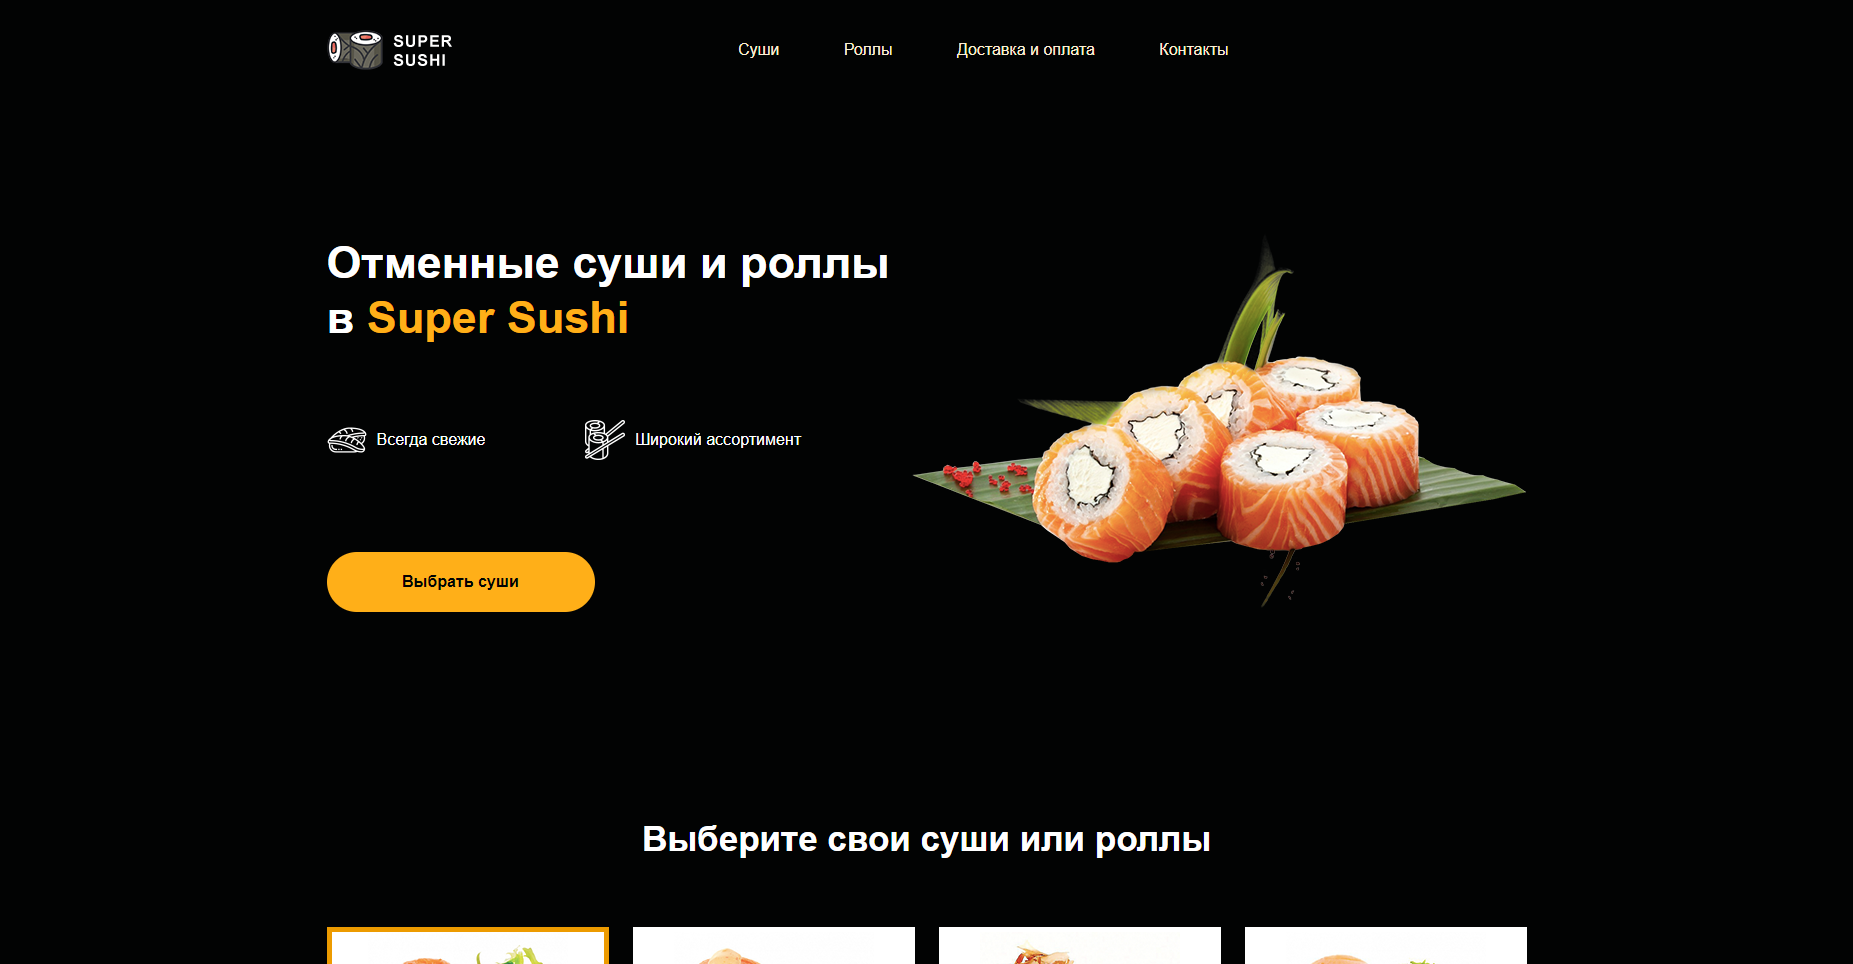 SUPER
SUSHI
Суши
Роллы
Доставка и оплата
Контакты
Отменные суши и роллы
в Super Sushi
Всегда свежие
Широкий ассортимент
Выбрать суши
Выберите свои суши или роллы